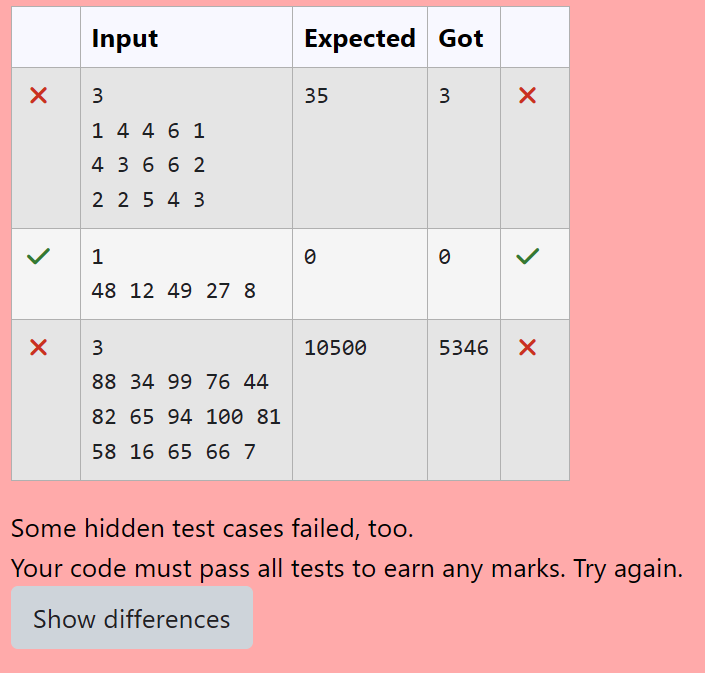 Input Expected Got
3 35 3
1 4 4 6 1
4 3 6 6 2
2 2 5 4 3
1 0 0
48 12 49 27 8
3 10500 5346
88 34 99 76 44
82 65 94 100 81
58 16 65 66 7
Some hidden test cases failed, too.
Your code must pass all tests to earn any marks. Try again.
Show differences